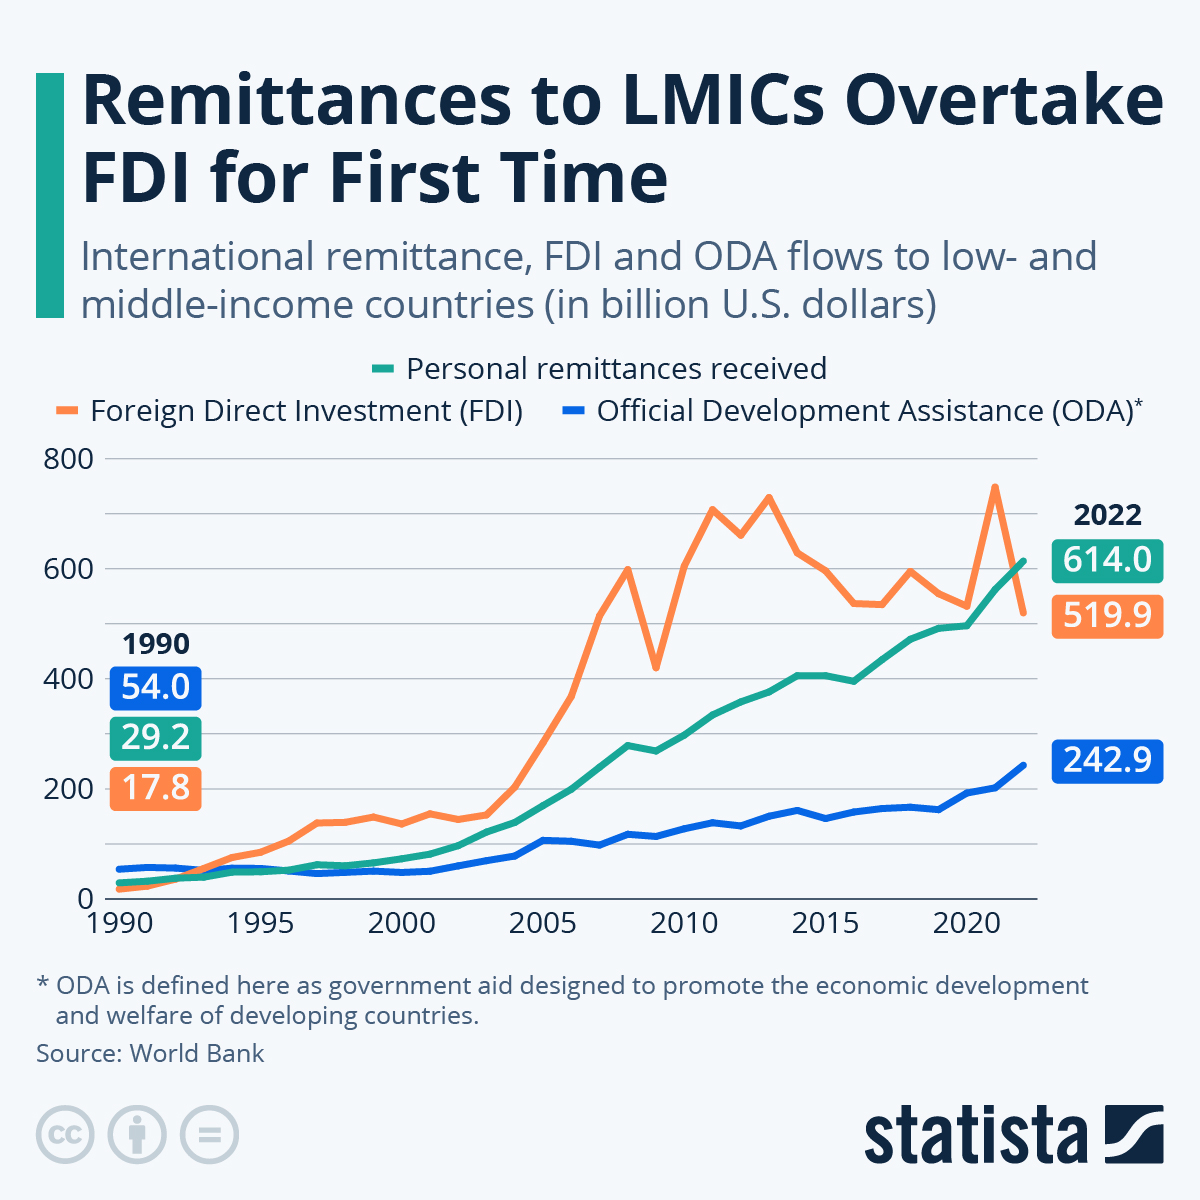 Remittances to LMICs Overtake
FDI for First Time
International remittance, FDI and ODA flows to low- and
middle-income countries (in billion U.S. dollars)
Personal remittances received
Foreign Direct Investment (FDI) Official Development Assistance (ODA)*
800
600
400
200
0
1990
54.0
29.2
17.8
2022
614.0
519.9
242.9
1990 1995 2000 2005 2010 2015 2020
* ODA is defined here as government aid designed to promote the economic development
and welfare of developing countries.
Source: World Bank
cc
statista